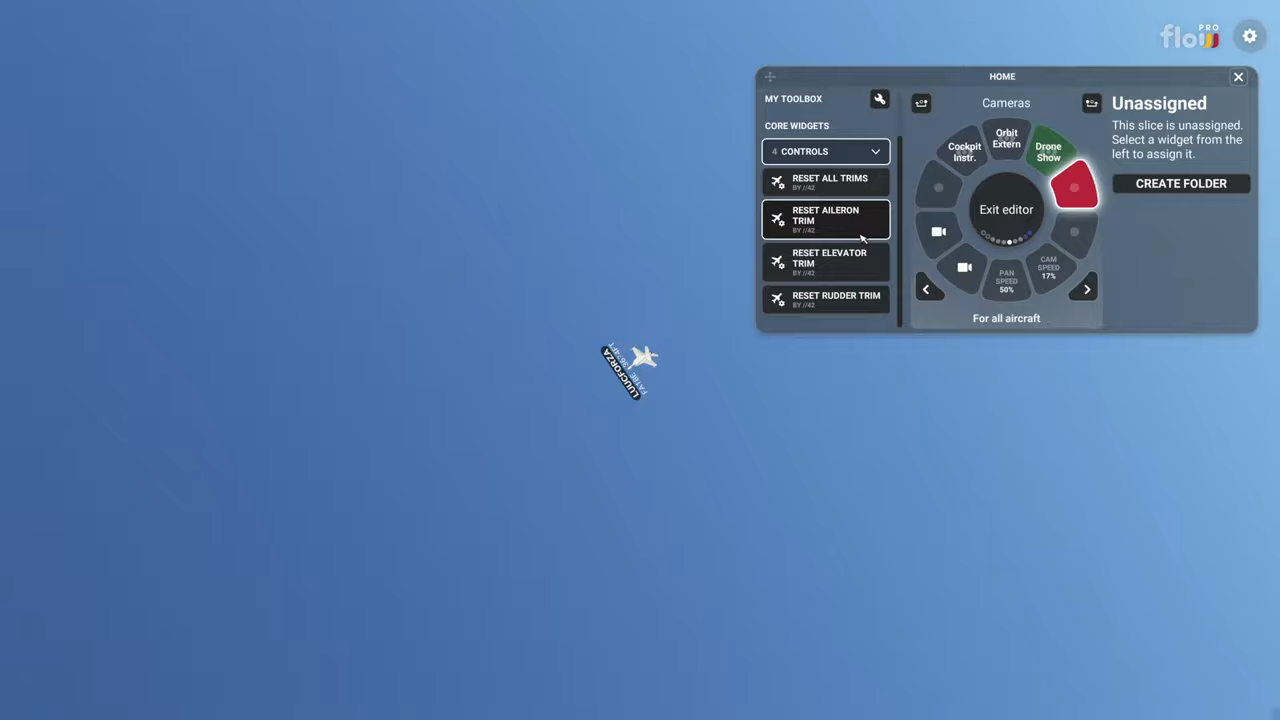 flow PRO
HOME
MY TOOLBOX
CORE WIDGETS
4 CONTROLS
RESET ALL TRIMS
BY //42
RESET AILERON
TRIM
BY //42
RESET ELEVATOR
TRIM
BY //42
RESET RUDDER TRIM
BY //42
Cameras
Cockpit
Instr.
Orbit
Extern
Drone
Show
Exit editor
PAN
SPEED
50%
CAM
SPEED
17%
For all aircraft
Unassigned
This slice is unassigned.
Select a widget from the
left to assign it.
CREATE FOLDER
LUUCFORZA